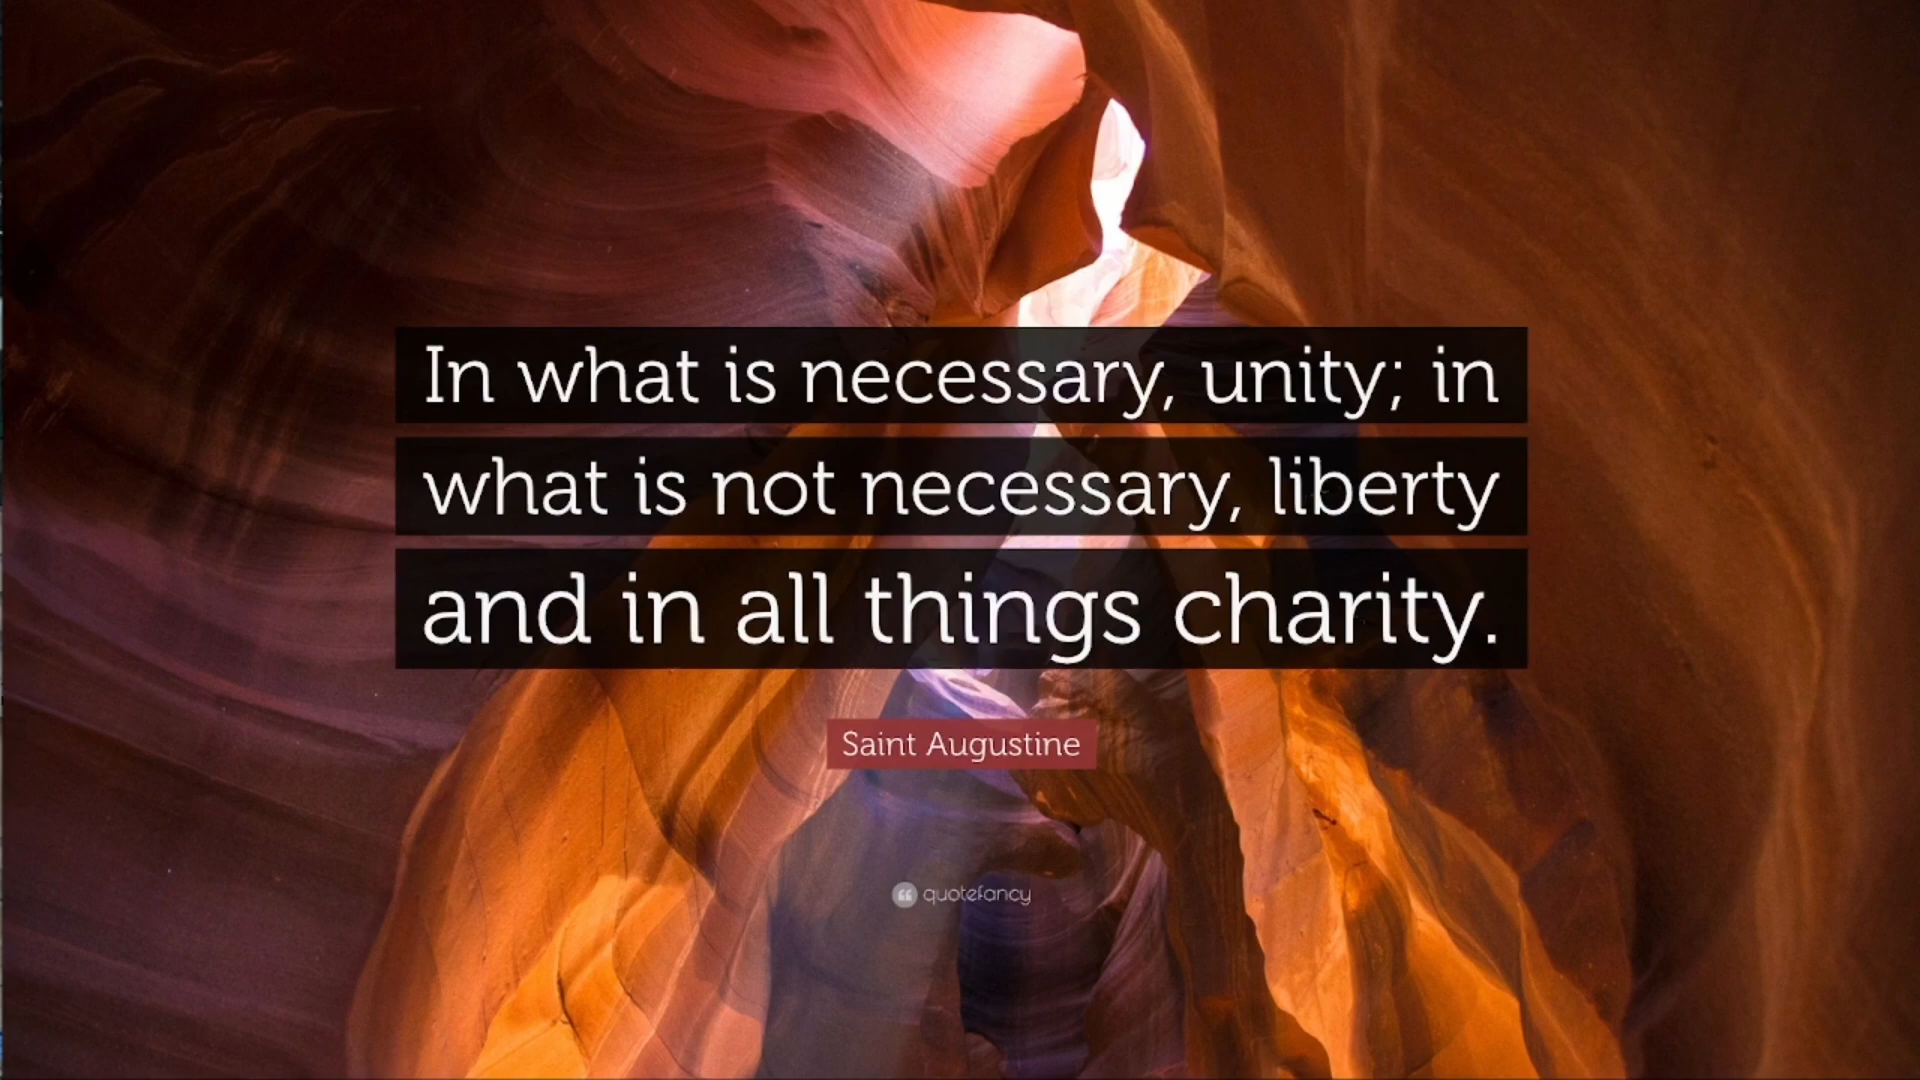 In what is necessary, unity; in
what is not necessary, liberty
and in all things charity.
Saint Augustine
quotefancy